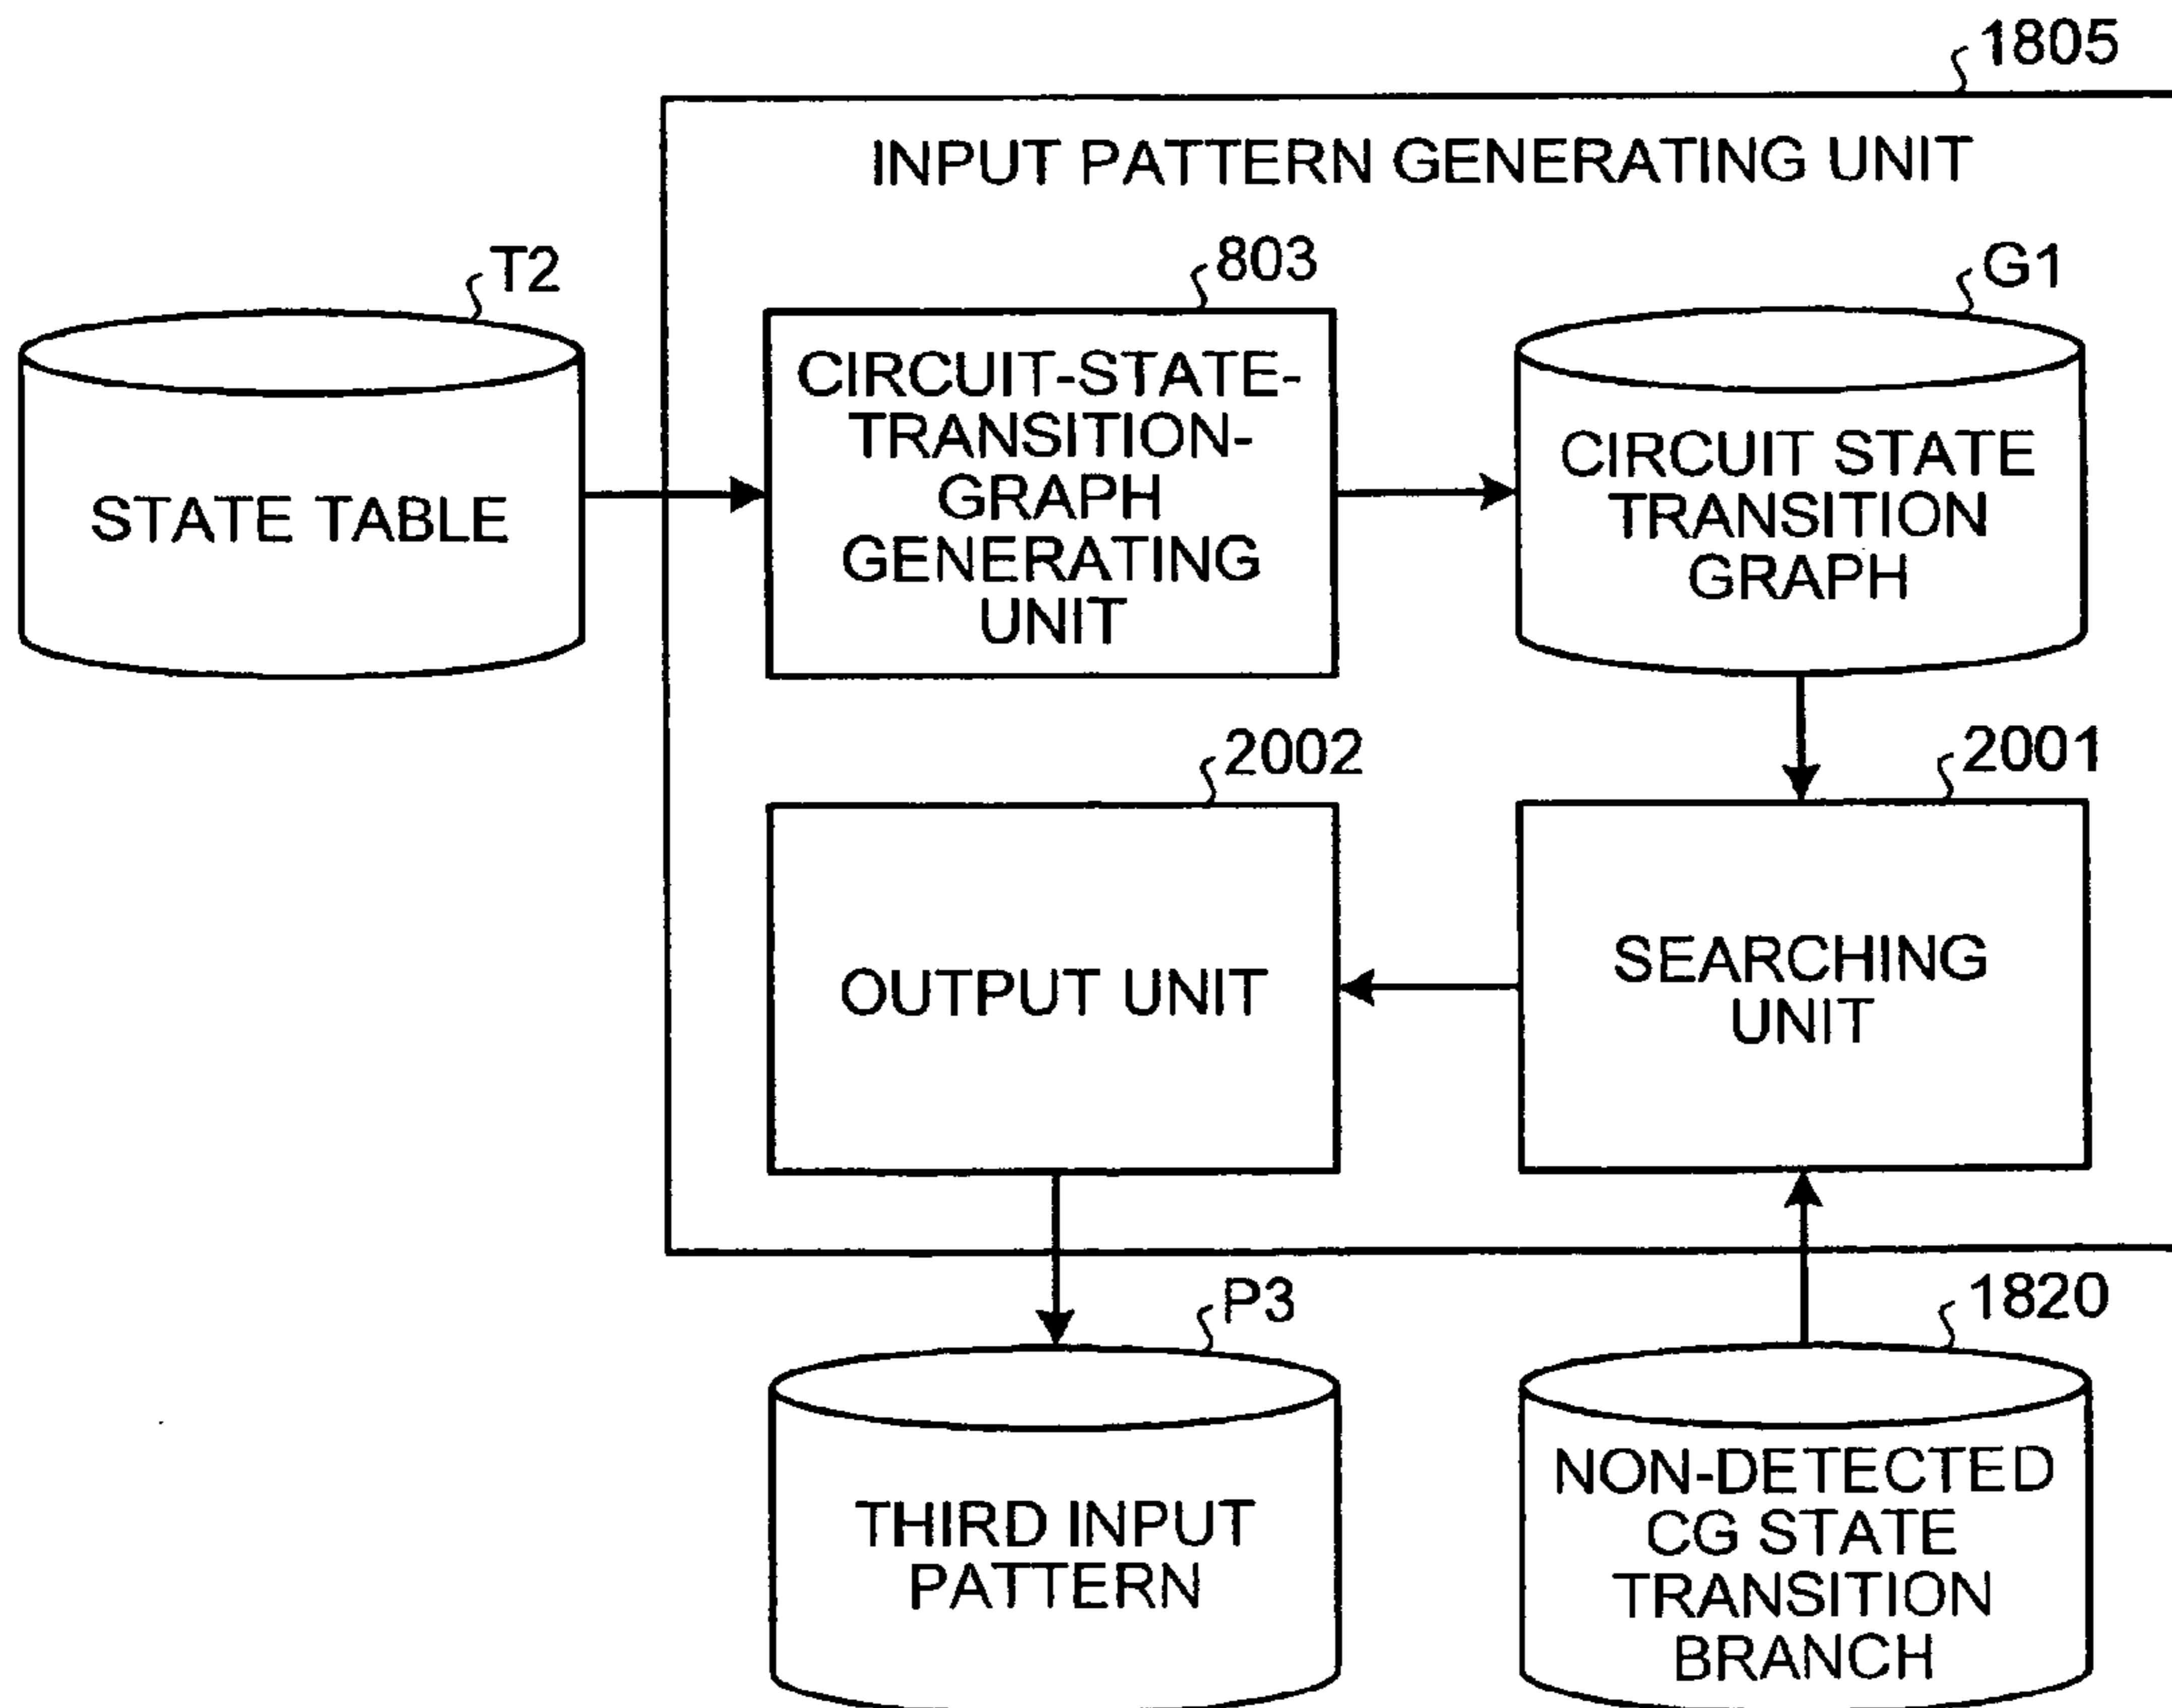 1805
INPUT PATTERN GENERATING UNIT
T2
STATE TABLE
803
CIRCUIT-STATE-
TRANSITION-
GRAPH
GENERATING
UNIT
G1
CIRCUIT STATE
TRANSITION
GRAPH
2002
OUTPUT UNIT
2001
SEARCHING
UNIT
P3
THIRD INPUT
PATTERN
1820
NON-DETECTED
CG STATE
TRANSITION
BRANCH